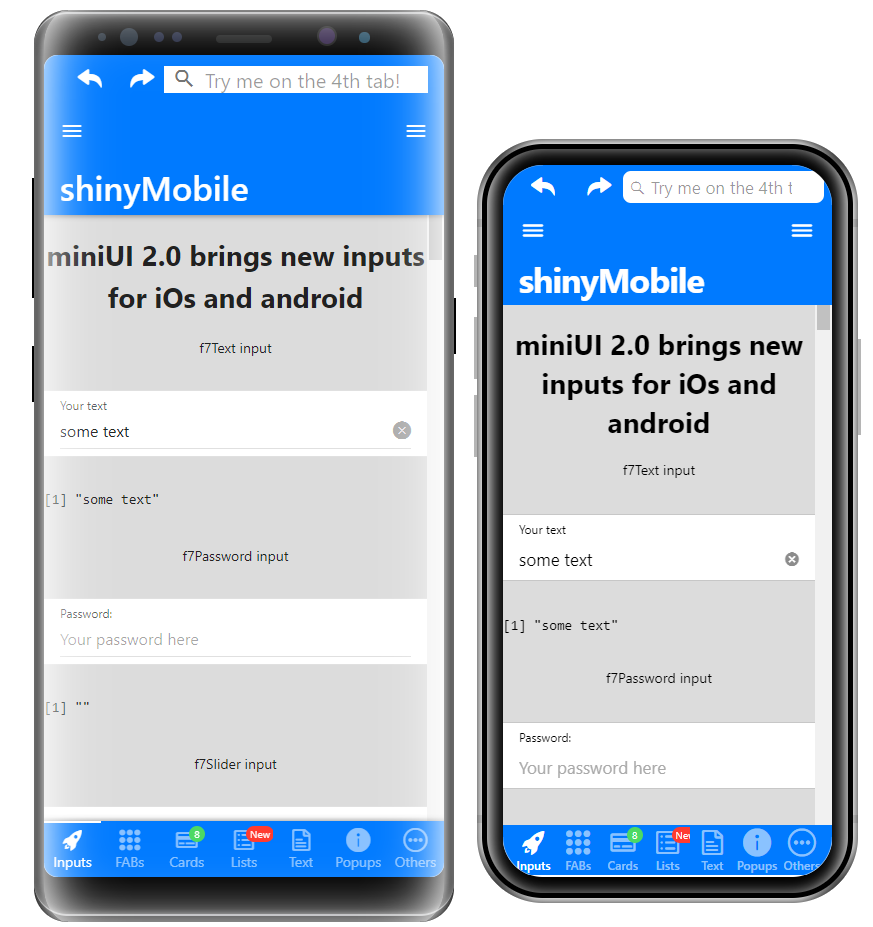 Try me on the 4th tab!
shinyMobile
miniUI 2.0 brings new inputs
for iOs and android
f7Text input
Your text
some text
[1] "some text"
f7Password input
Password:
Your password here
[1] ""
f7Slider input
8
New
Inputs
FABs
Cards
Lists
Text
Popups
Others
Try me on the 4th t
shinyMobile
miniUI 2.0 brings new
inputs for iOs and
android
f7Text input
Your text
some text
[1] "some text"
f7Password input
Password:
Your password here
8
Inputs
FABs
Cards
Lists
Text
Popups
Others